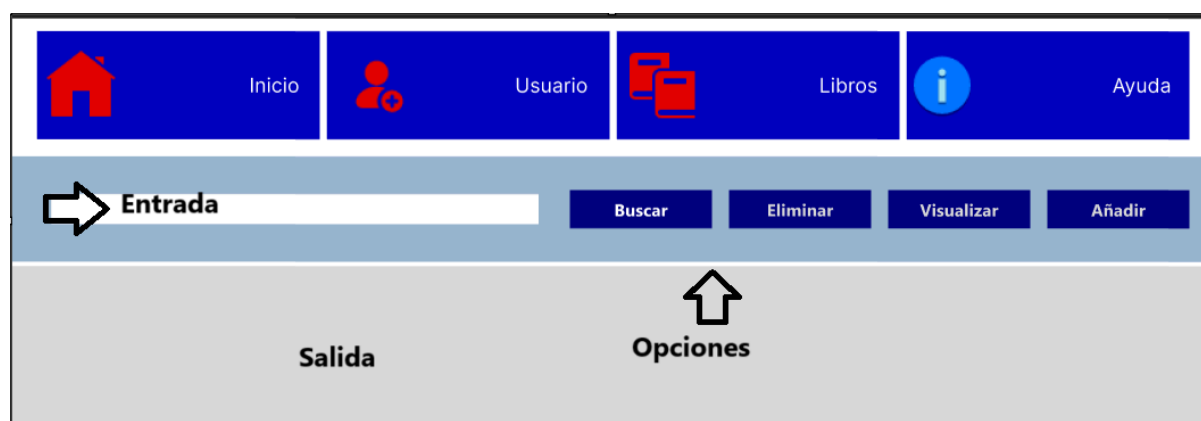 Inicio
Usuario
Libros
Ayuda
Entrada
Buscar
Eliminar
Visualizar
Añadir
Salida
Opciones